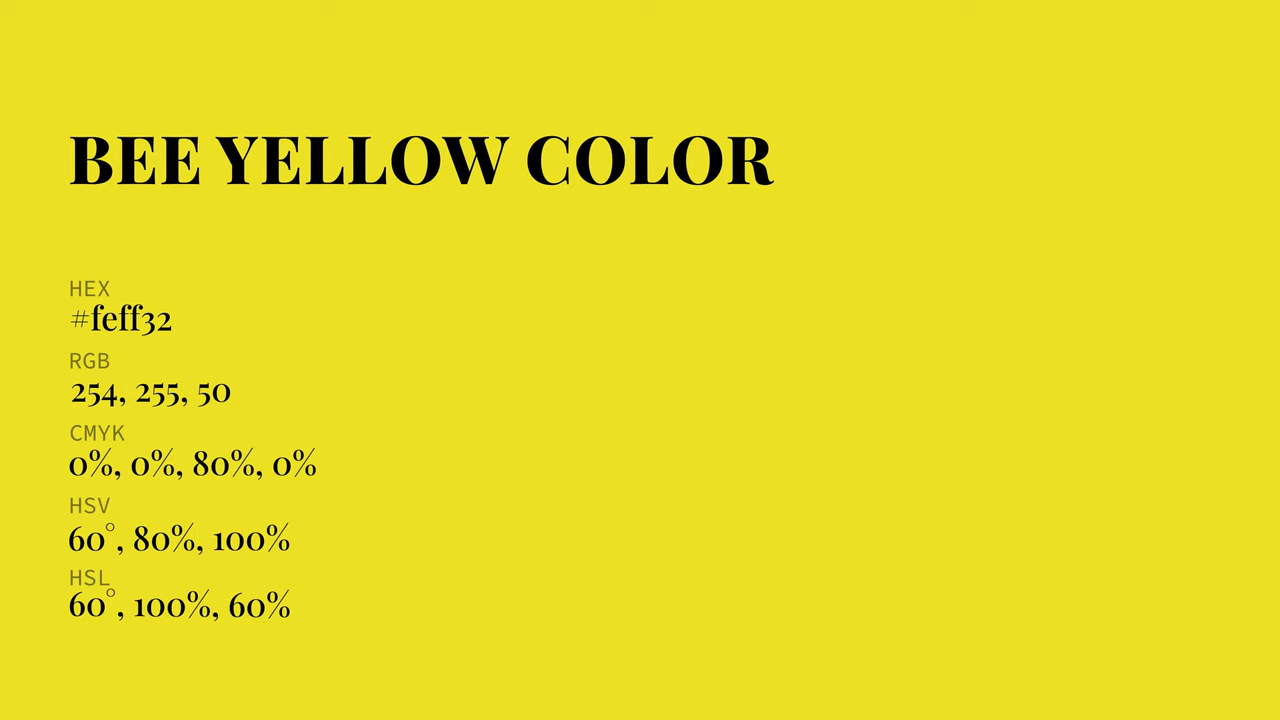 BEE YELLOW COLOR
HEX
#feff32
RGB
254, 255, 50
CMYK
0%, 0%, 80%, 0%
HSV
60°, 80%, 100%
HSL
60°, 100%, 60%